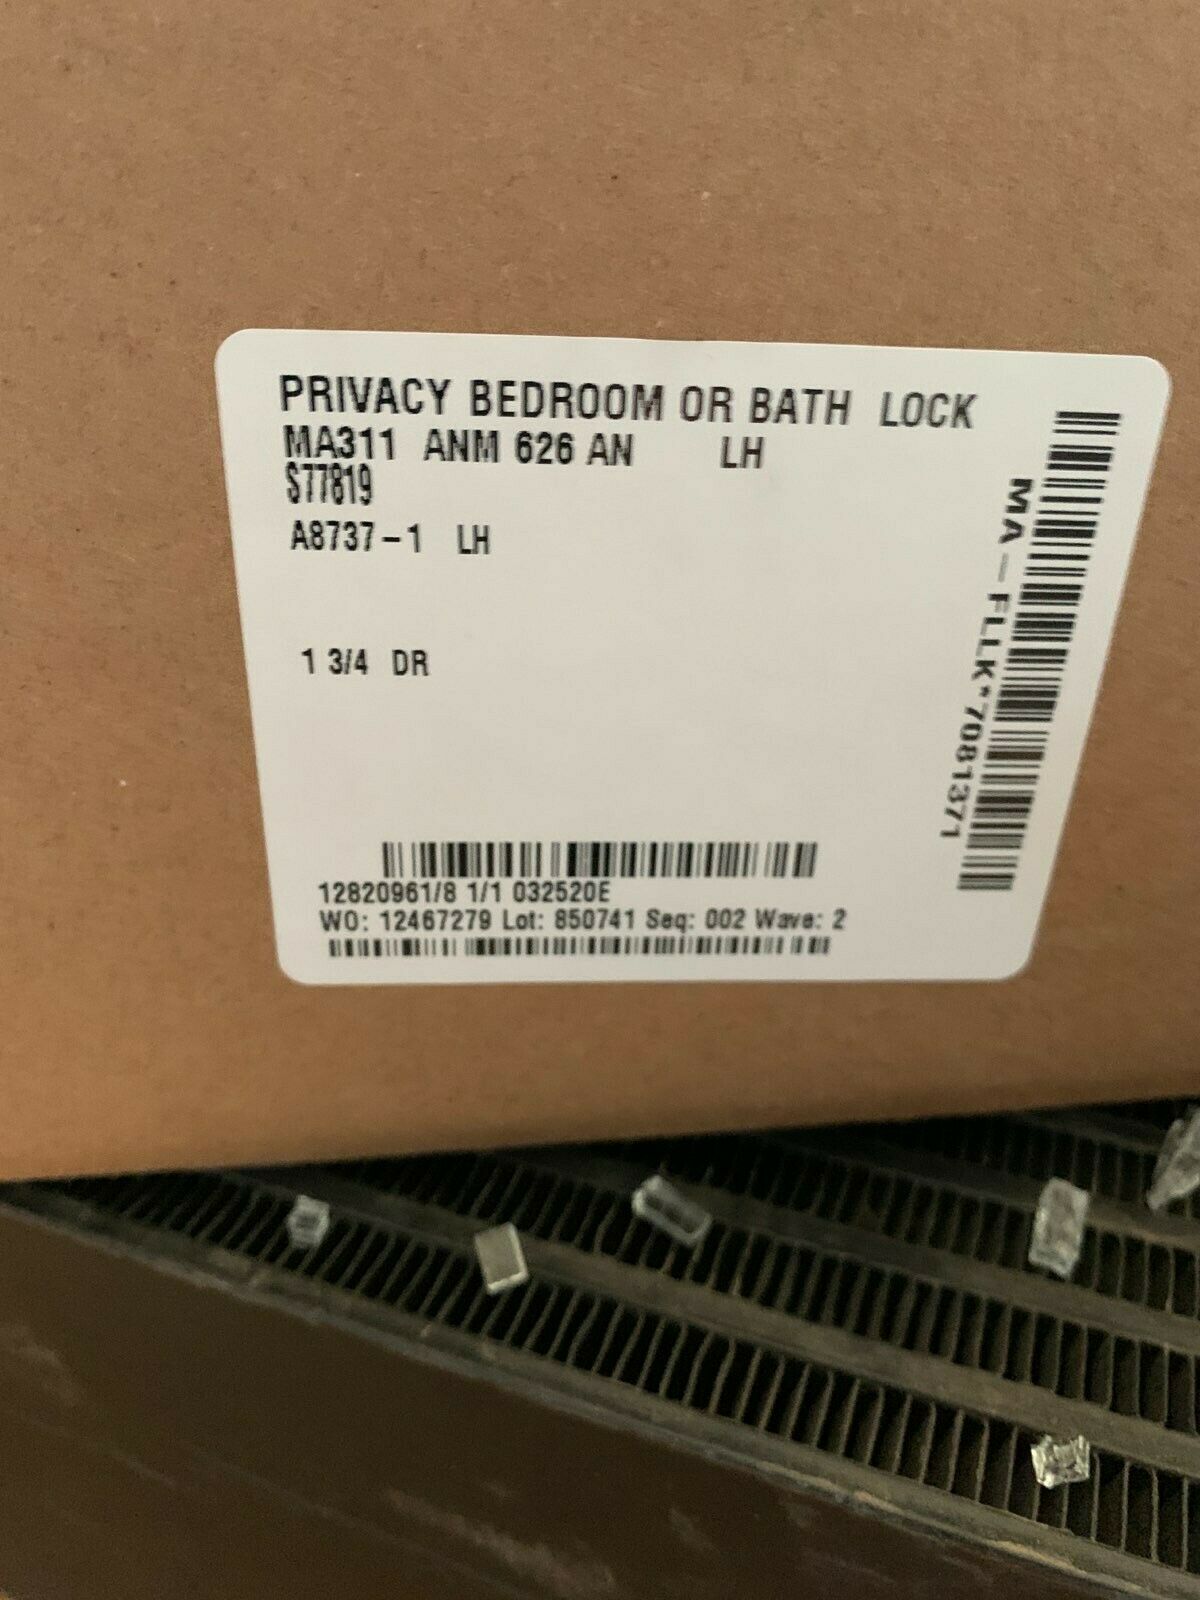 PRIVACY BEDROOM OR BATH LOCK
MA311 ANM 626 AN LH
S77819
A8737-1 LH
1 3/4 DR
MA-FLLK*7081371
12820961/8 1/1 032520E
WO: 12467279 Lot: 850741 Seq: 002 Wave: 2